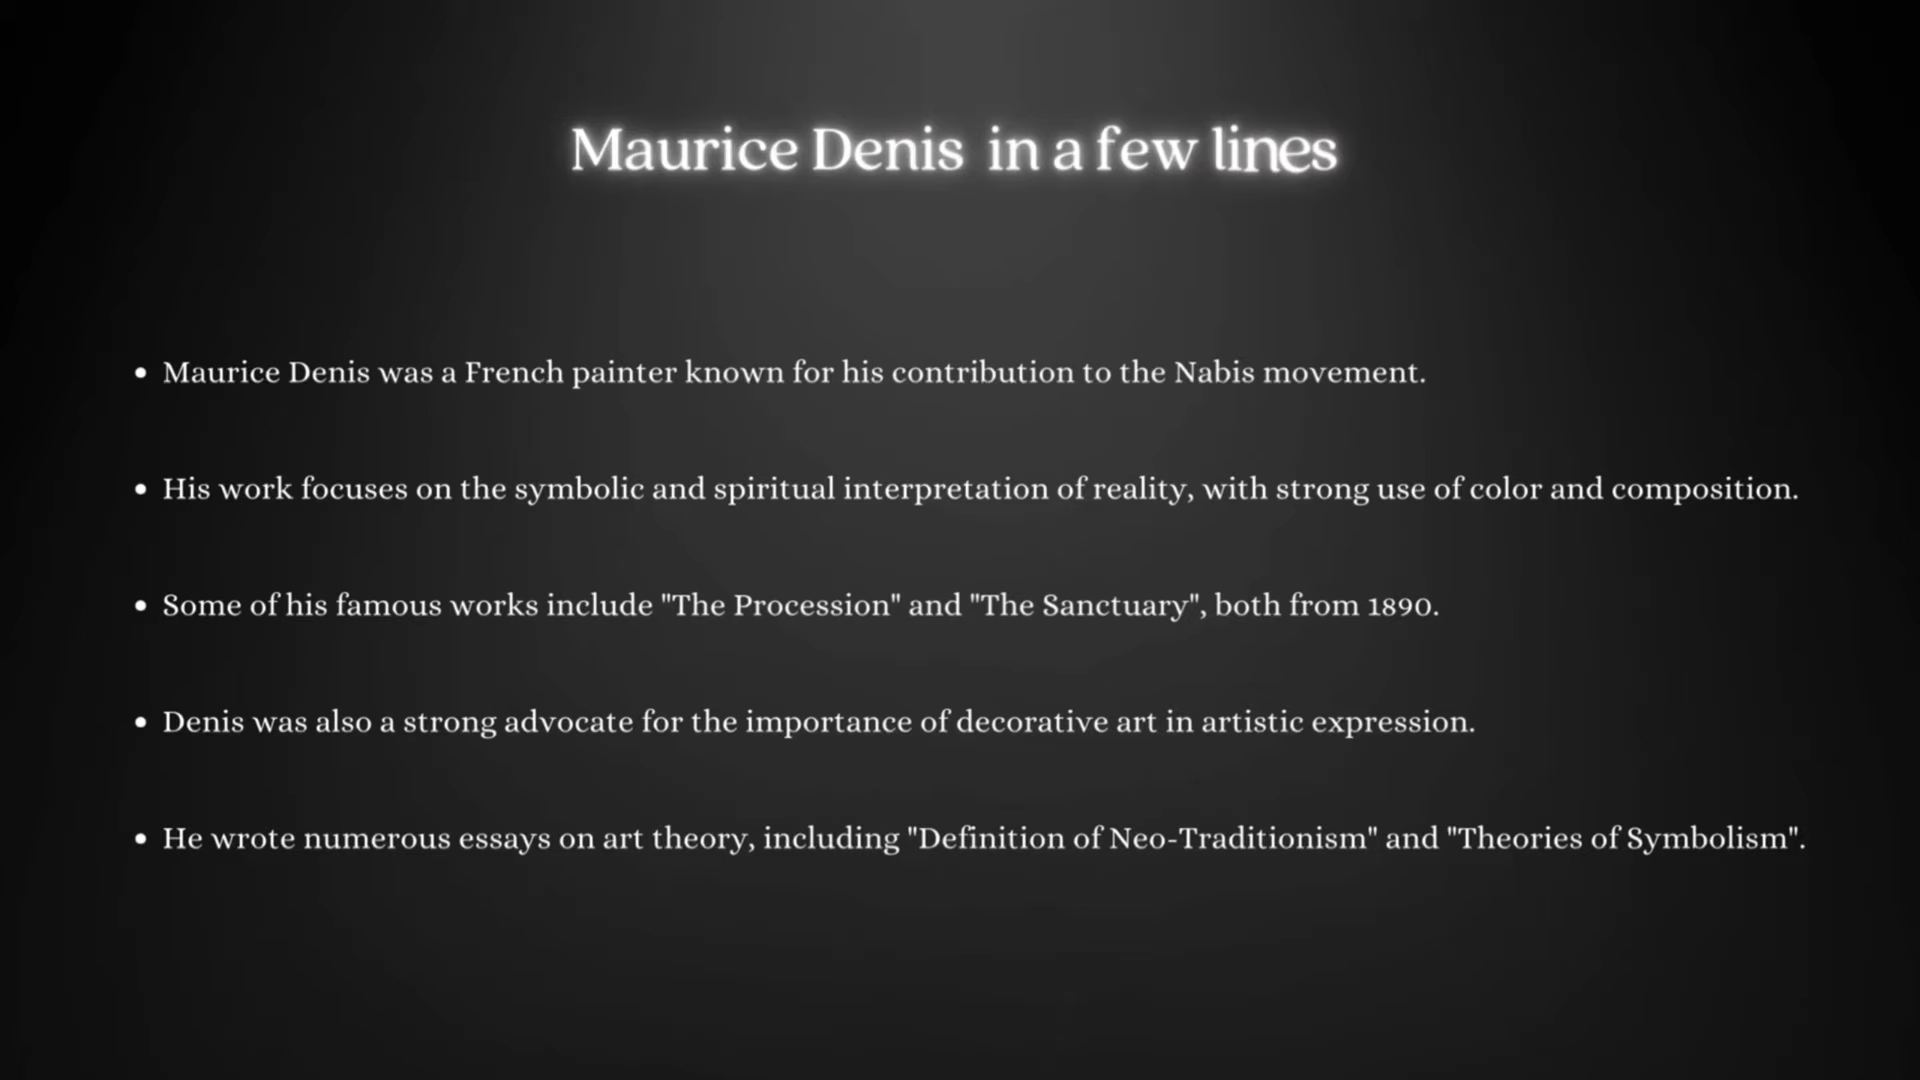 Maurice Denis in a few lines
• Maurice Denis was a French painter known for his contribution to the Nabis movement.
• His work focuses on the symbolic and spiritual interpretation of reality, with strong use of color and composition.
• Some of his famous works include "The Procession" and "The Sanctuary", both from 1890.
• Denis was also a strong advocate for the importance of decorative art in artistic expression.
• He wrote numerous essays on art theory, including "Definition of Neo-Traditionism" and "Theories of Symbolism".